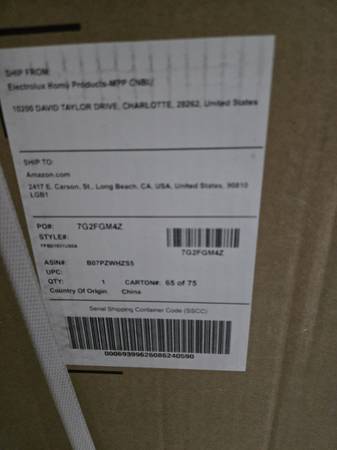 SHIP FROM:
Electrolux Home Products-MPP
10200 DAVID TAYLOR DRIVE, CHARLOTTE, 28262, United States
SHIP TO:
Amazon.com
2417 E. Carson, St., Long Beach, CA, USA, United States, 90810
LGB1
PO#: 7G2FGM4Z
STYLE#:
7G2FGM4Z
ASIN#: B07PZWHZS5
UPC:
QTY: 1 CARTON#: 65 of 75
Country Of Origin: China
Serial Shipping Container Code (SSCC)
00069399626086240590